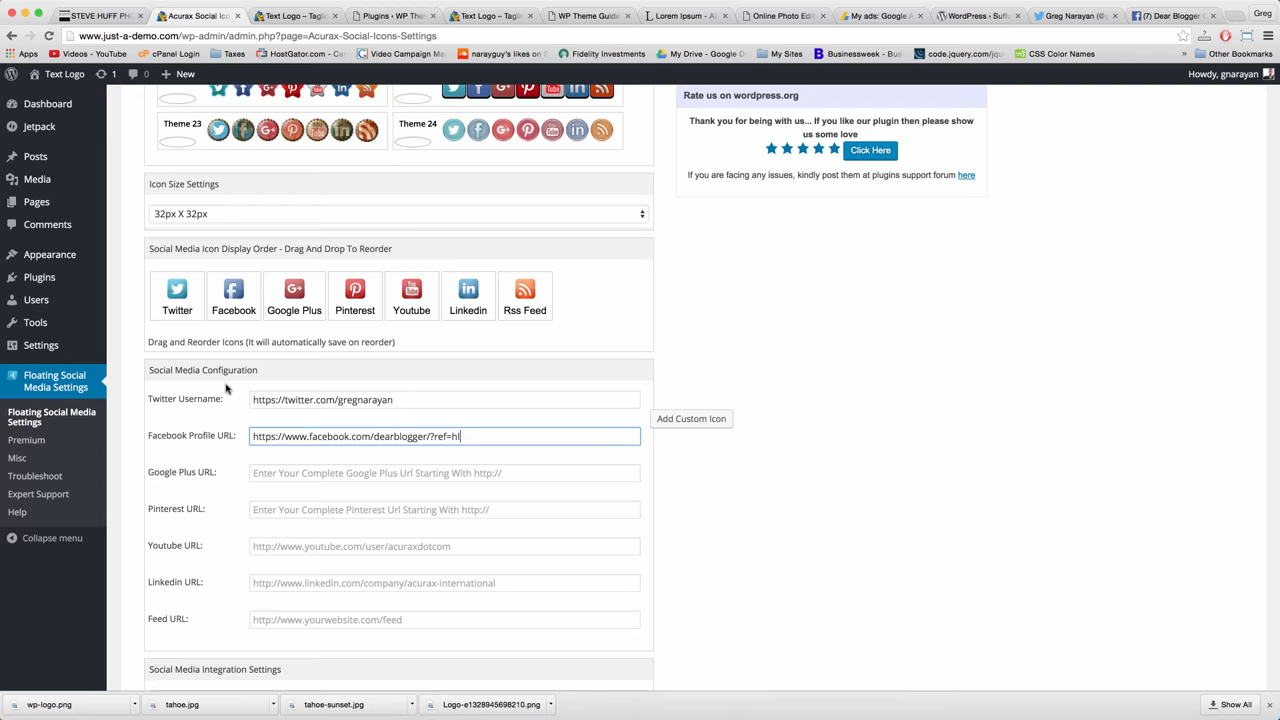 STEVE HUFF PH
Acurax Social Ico
Text Logo – Tagli
Plugins ‹ WP Them
Text Logo – Tagli
WP Theme Guide
Lorem Ipsum - All
Online Photo Edito
My ads: Google A
WordPress › Suff
Greg Narayan (@g
(7) Dear Blogger
Greg
www.just-a-demo.com/wp-admin/admin.php?page=Acurax-Social-Icons-Settings
Apps
Videos - YouTube
cPanel Login
Taxes
HostGator.com
Video Campaign Ma
narayguy's likes on
Fidelity Investments
My Drive - Google D
My Sites
Businessweek - Bus
code.jquery.com/jqu
CSS Color Names
»
Other Bookmarks
Text Logo
1
0
New
Howdy, gnarayan
Dashboard
Jetpack
Posts
Media
Pages
Comments
Appearance
Plugins
Users
Tools
Settings
Floating Social
Media Settings
Floating Social Media
Settings
Premium
Misc
Troubleshoot
Expert Support
Help
Collapse menu
Theme 23
Theme 24
Icon Size Settings
32px X 32px
Social Media Icon Display Order - Drag And Drop To Reorder
Twitter
Facebook
Google Plus
Pinterest
Youtube
Linkedin
Rss Feed
Drag and Reorder Icons (It will automatically save on reorder)
Social Media Configuration
Twitter Username:
https://twitter.com/gregnarayan
Facebook Profile URL:
https://www.facebook.com/dearblogger/?ref=hl
Google Plus URL:
Enter Your Complete Google Plus Url Starting With http://
Pinterest URL:
Enter Your Complete Pinterest Url Starting With http://
Youtube URL:
http://www.youtube.com/user/acuraxdotcom
Linkedin URL:
http://www.linkedin.com/company/acurax-international
Feed URL:
http://www.yourwebsite.com/feed
Social Media Integration Settings
Add Custom Icon
Rate us on wordpress.org
Thank you for being with us... If you like our plugin then please show
us some love
Click Here
If you are facing any issues, kindly post them at plugins support forum here
wp-logo.png
tahoe.jpg
tahoe-sunset.jpg
Logo-e1328945698210.png
Show All